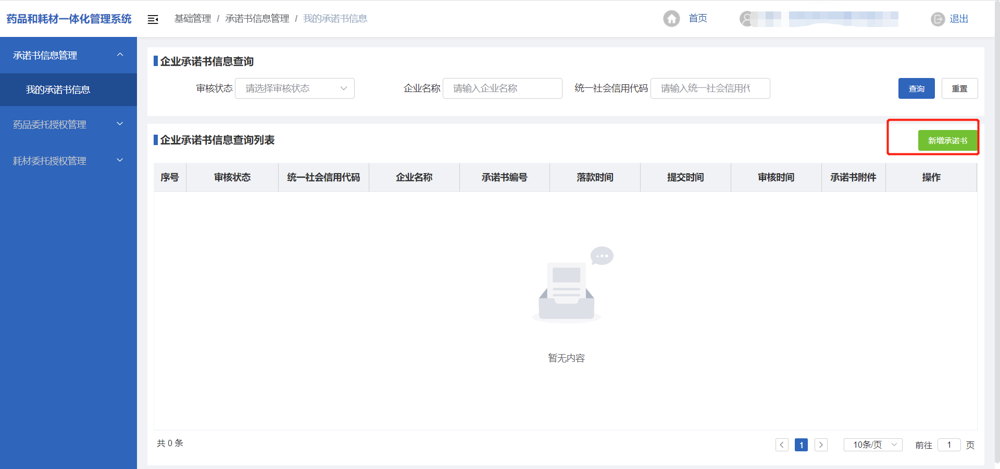 药品和耗材一体化管理系统
基础管理 / 承诺书信息管理 / 我的承诺书信息
首页
退出
承诺书信息管理
我的承诺书信息
药品委托授权管理
耗材委托授权管理
企业承诺书信息查询
审核状态 请选择审核状态 企业名称 请输入企业名称 统一社会信用代码 请输入统一社会信用代 查询 重置
企业承诺书信息查询列表
新增承诺书
序号 审核状态 统一社会信用代码 企业名称 承诺书编号 落款时间 提交时间 审核时间 承诺书附件 操作
暂无内容
共 0 条
1 10条/页 前往 1 页